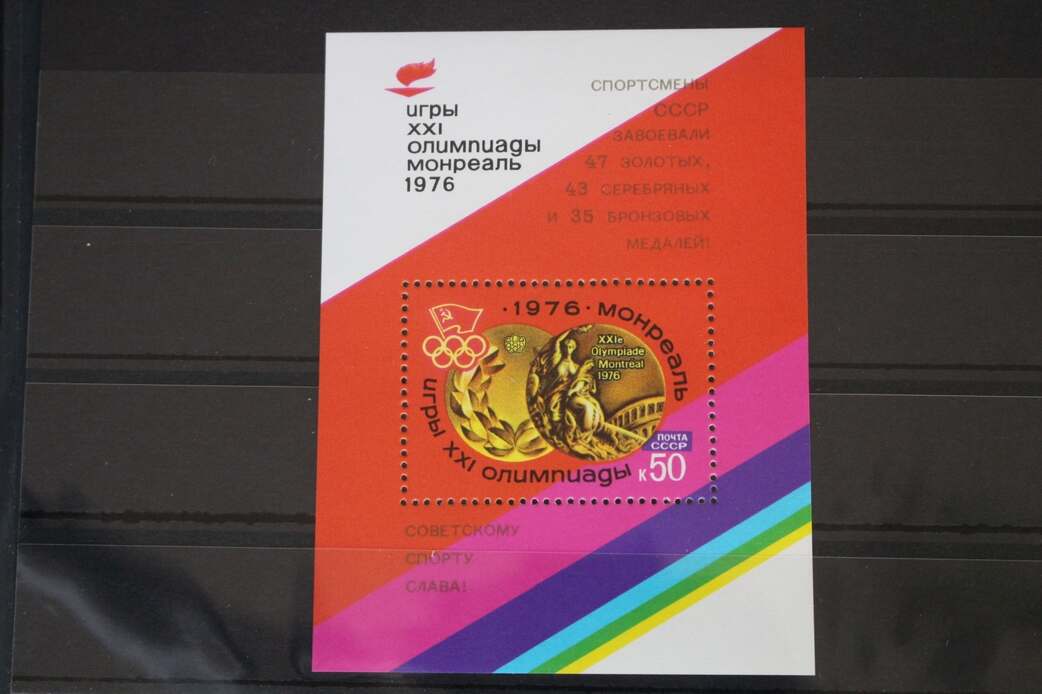 игры
XXI
олимпиады
монреаль
1976
СПОРТСМЕНЫ
СССР
ЗАВОЕВАЛИ
47 ЗОЛОТЫХ,
43 СЕРЕБРЯНЫХ
И 35 БРОНЗОВЫХ
МЕДАЛЕЙ!
· 1976 · монреаль
XXIe
Olympiade
Montreal
1976
игры XXI олимпиады
ПОЧТА
СССР
к50
СОВЕТСКОМУ
СПОРТУ
СЛАВА!